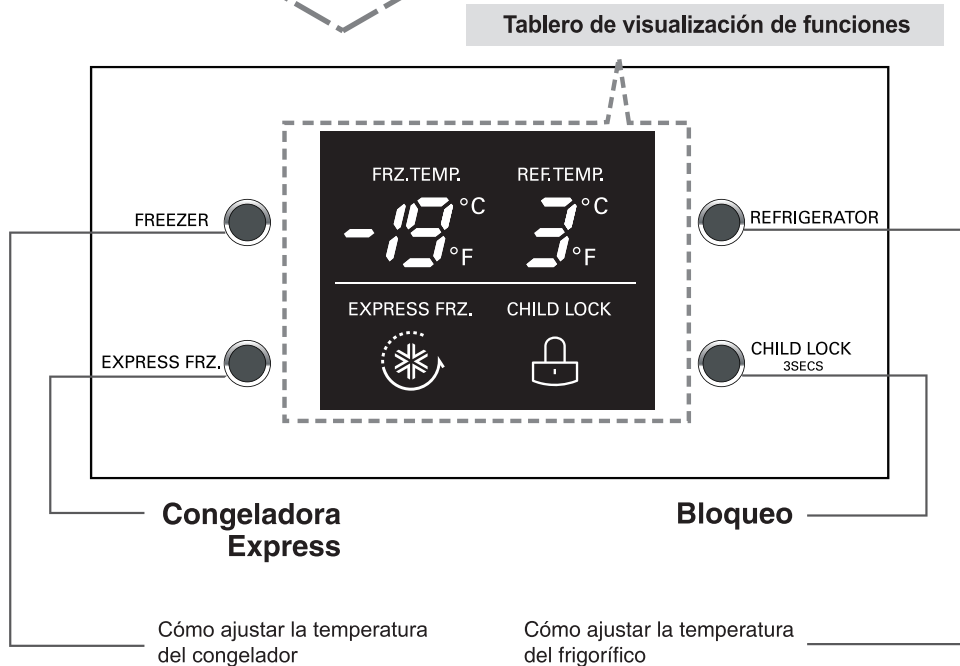 Tablero de visualización de funciones
FRZ.TEMP. REF.TEMP.
-19 °C °F 3 °C °F
FREEZER
REFRIGERATOR
EXPRESS FRZ. CHILD LOCK
EXPRESS FRZ.
CHILD LOCK
3SECS
Congeladora
Express
Bloqueo
Cómo ajustar la temperatura
del congelador
Cómo ajustar la temperatura
del frigorífico